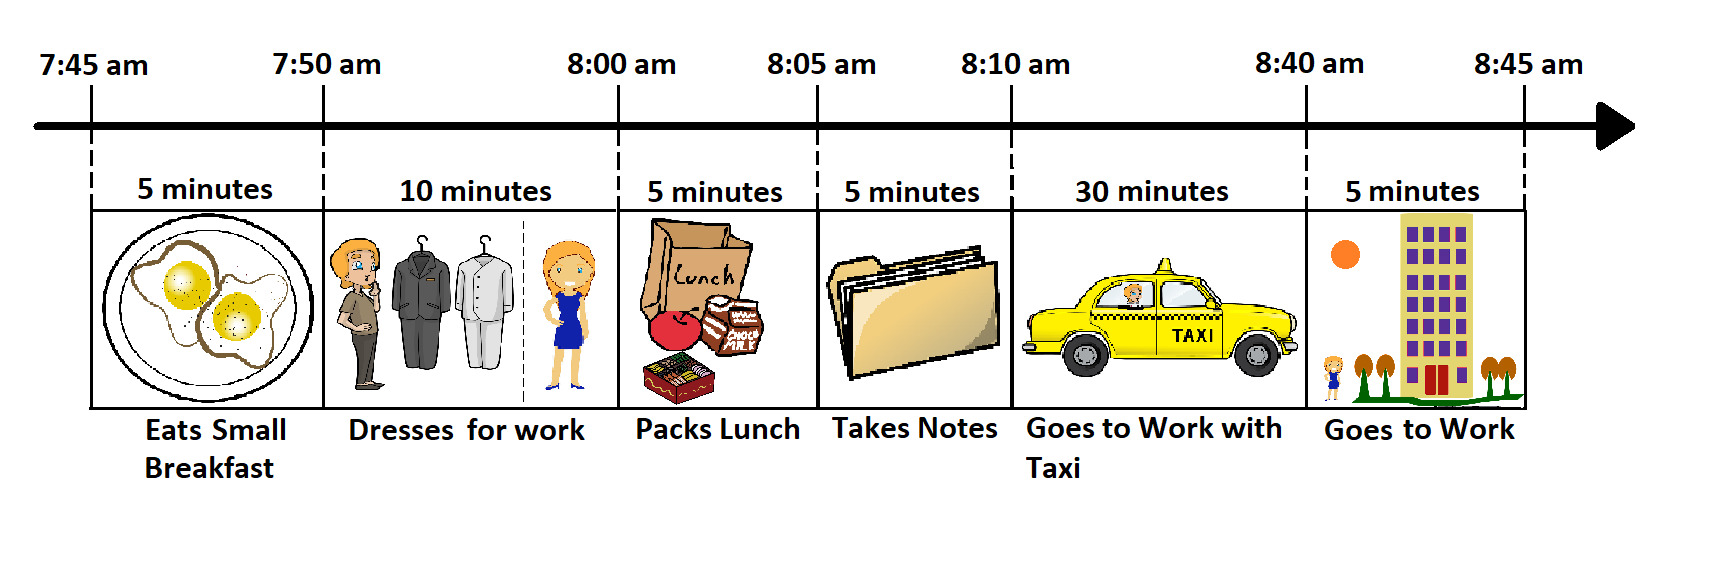 7:45 am 7:50 am 8:00 am 8:05 am 8:10 am 8:40 am 8:45 am
5 minutes 10 minutes 5 minutes 5 minutes 30 minutes 5 minutes
Lunch
CHOCO
MILK
TAXI
Eats Small
Breakfast
Dresses for work
Packs Lunch
Takes Notes
Goes to Work with
Taxi
Goes to Work